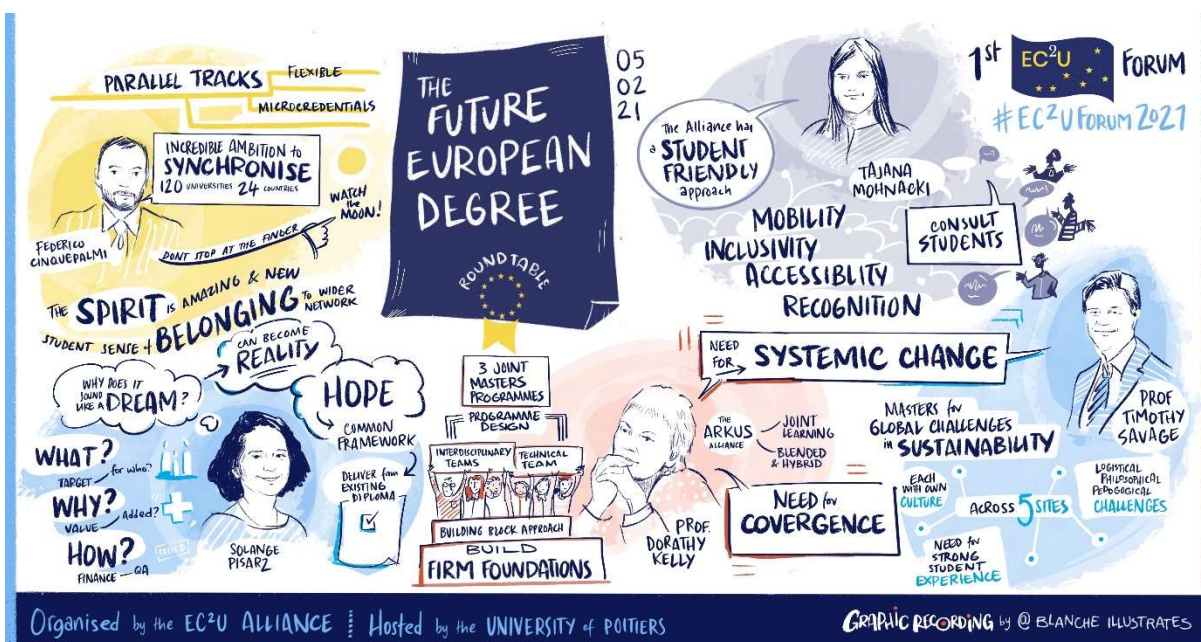 PARALLEL TRACKS
FLEXIBLE
MICROCREDENTIALS
INCREDIBLE AMBITION to
SYNCHRONISE
120 UNIVERSITIES 24 COUNTRIES
FEDERICO
CINQUEPALMI
WATCH
the
MOON!
DON'T STOP AT THE FINGER
THE SPIRIT IS AMAZING & NEW
STUDENT SENSE of BELONGING TO WIDER
NETWORK
WHY DOES IT
SOUND
LIKE A DREAM?
CAN BECOME
REALITY
HOPE
COMMON
FRAMEWORK
DELIVER from
EXISTING
DIPLOMA
WHAT?
TARGET for who?
WHY?
VALUE Added?
HOW?
FINANCE QA
SOLANGE
PISARZ
THE
FUTURE
EUROPEAN
DEGREE
ROUNDTABLE
05
02
21
3 JOINT
MASTERS
PROGRAMMES
PROGRAMME
DESIGN
INTERDISCIPLINARY
TEAMS
TECHNICAL
TEAM
BUILDING BLOCK APPROACH
BUILD
FIRM FOUNDATIONS
PROF.
DORATHY
KELLY
THE
ARKUS
ALLIANCE
JOINT
LEARNING
BLENDED
& HYBRID
NEED for
COVERGENCE
The Alliance has
a STUDENT
FRIENDLY
approach
TAJANA
MOHNACKI
MOBILITY
INCLUSIVITY
ACCESSIBLITY
RECOGNITION
CONSULT
STUDENTS
1ST EC2U FORUM
#EC2UFORUM2021
NEED
FOR SYSTEMIC CHANGE
PROF
TIMOTHY
SAVAGE
MASTERS for
GLOBAL CHALLENGES
in SUSTAINABILITY
EACH
WITH OWN
CULTURE
ACROSS 5 SITES
LOGISTICAL
PHILSOPHICAL
PEDOGOGICAL
CHALLENGES
NEED for
STRONG
STUDENT
EXPERIENCE
Organised by the EC2U ALLIANCE
Hosted by the UNIVERSITY of POITIERS
GRAPHIC RECORDING by @ BLANCHE ILLUSTRATES